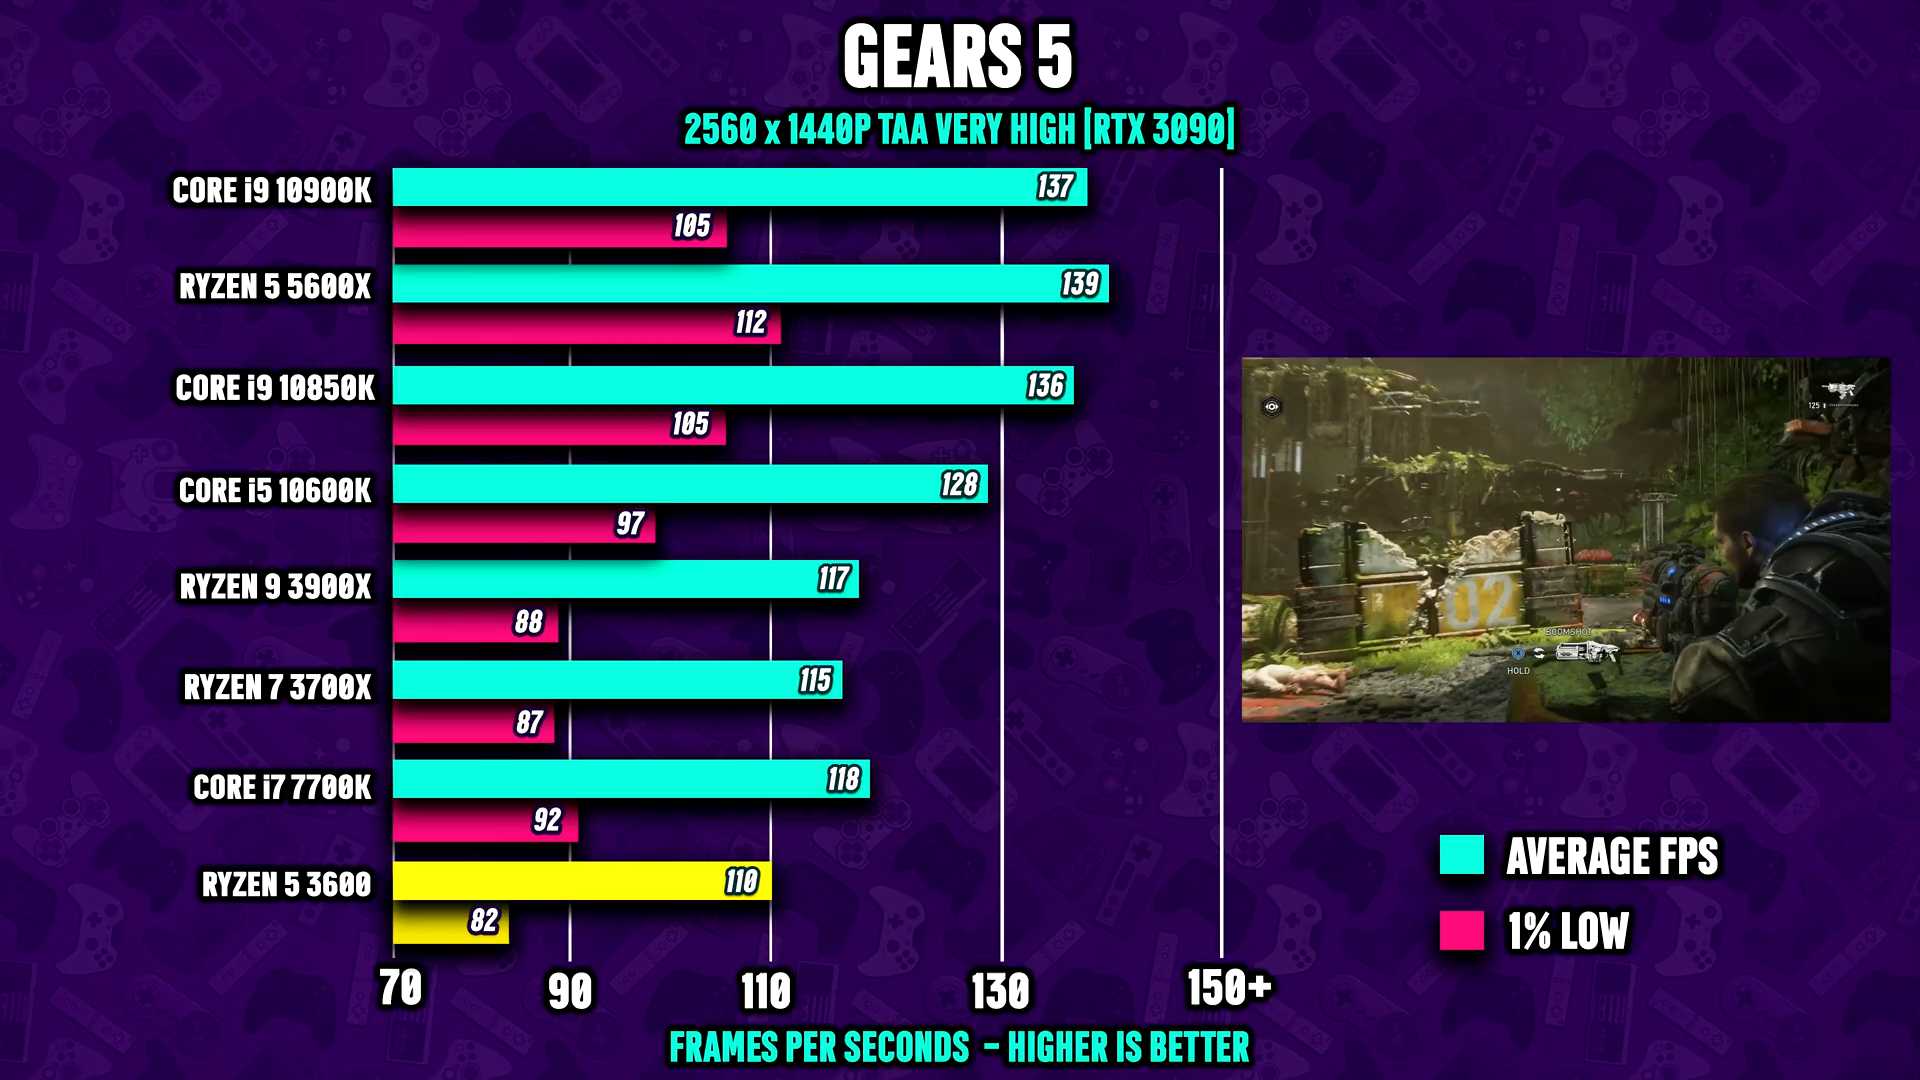 GEARS 5
2560 x 1440P TAA VERY HIGH [RTX 3090]
CORE i9 10900K
137
105
RYZEN 5 5600X
139
112
CORE i9 10850K
136
105
CORE i5 10600K
128
97
RYZEN 9 3900X
117
88
RYZEN 7 3700X
115
87
CORE i7 7700K
118
92
RYZEN 5 3600
110
82
70 90 110 130 150+
FRAMES PER SECONDS – HIGHER IS BETTER
125
02
BOOMSHOT
HOLD
AVERAGE FPS
1% LOW